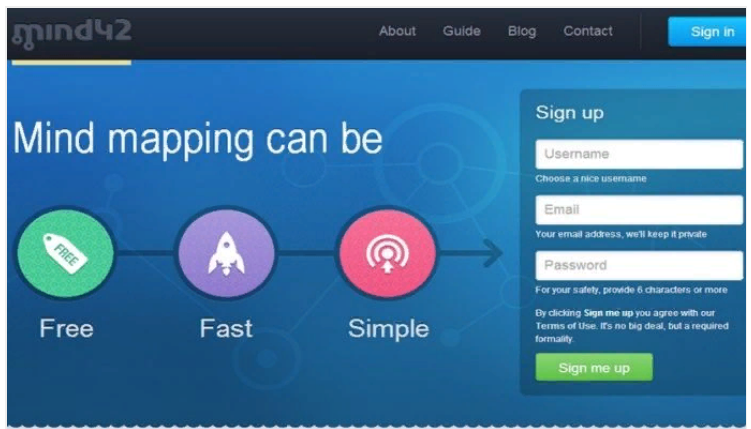 mind42
About Guide Blog Contact Sign in
Mind mapping can be
FREE
Free Fast Simple
Sign up
Username
Choose a nice username
Email
Your email address, we'll keep it private
Password
For your safety, provide 6 characters or more
By clicking Sign me up you agree with our
Terms of Use. It's no big deal, but a required
formality.
Sign me up